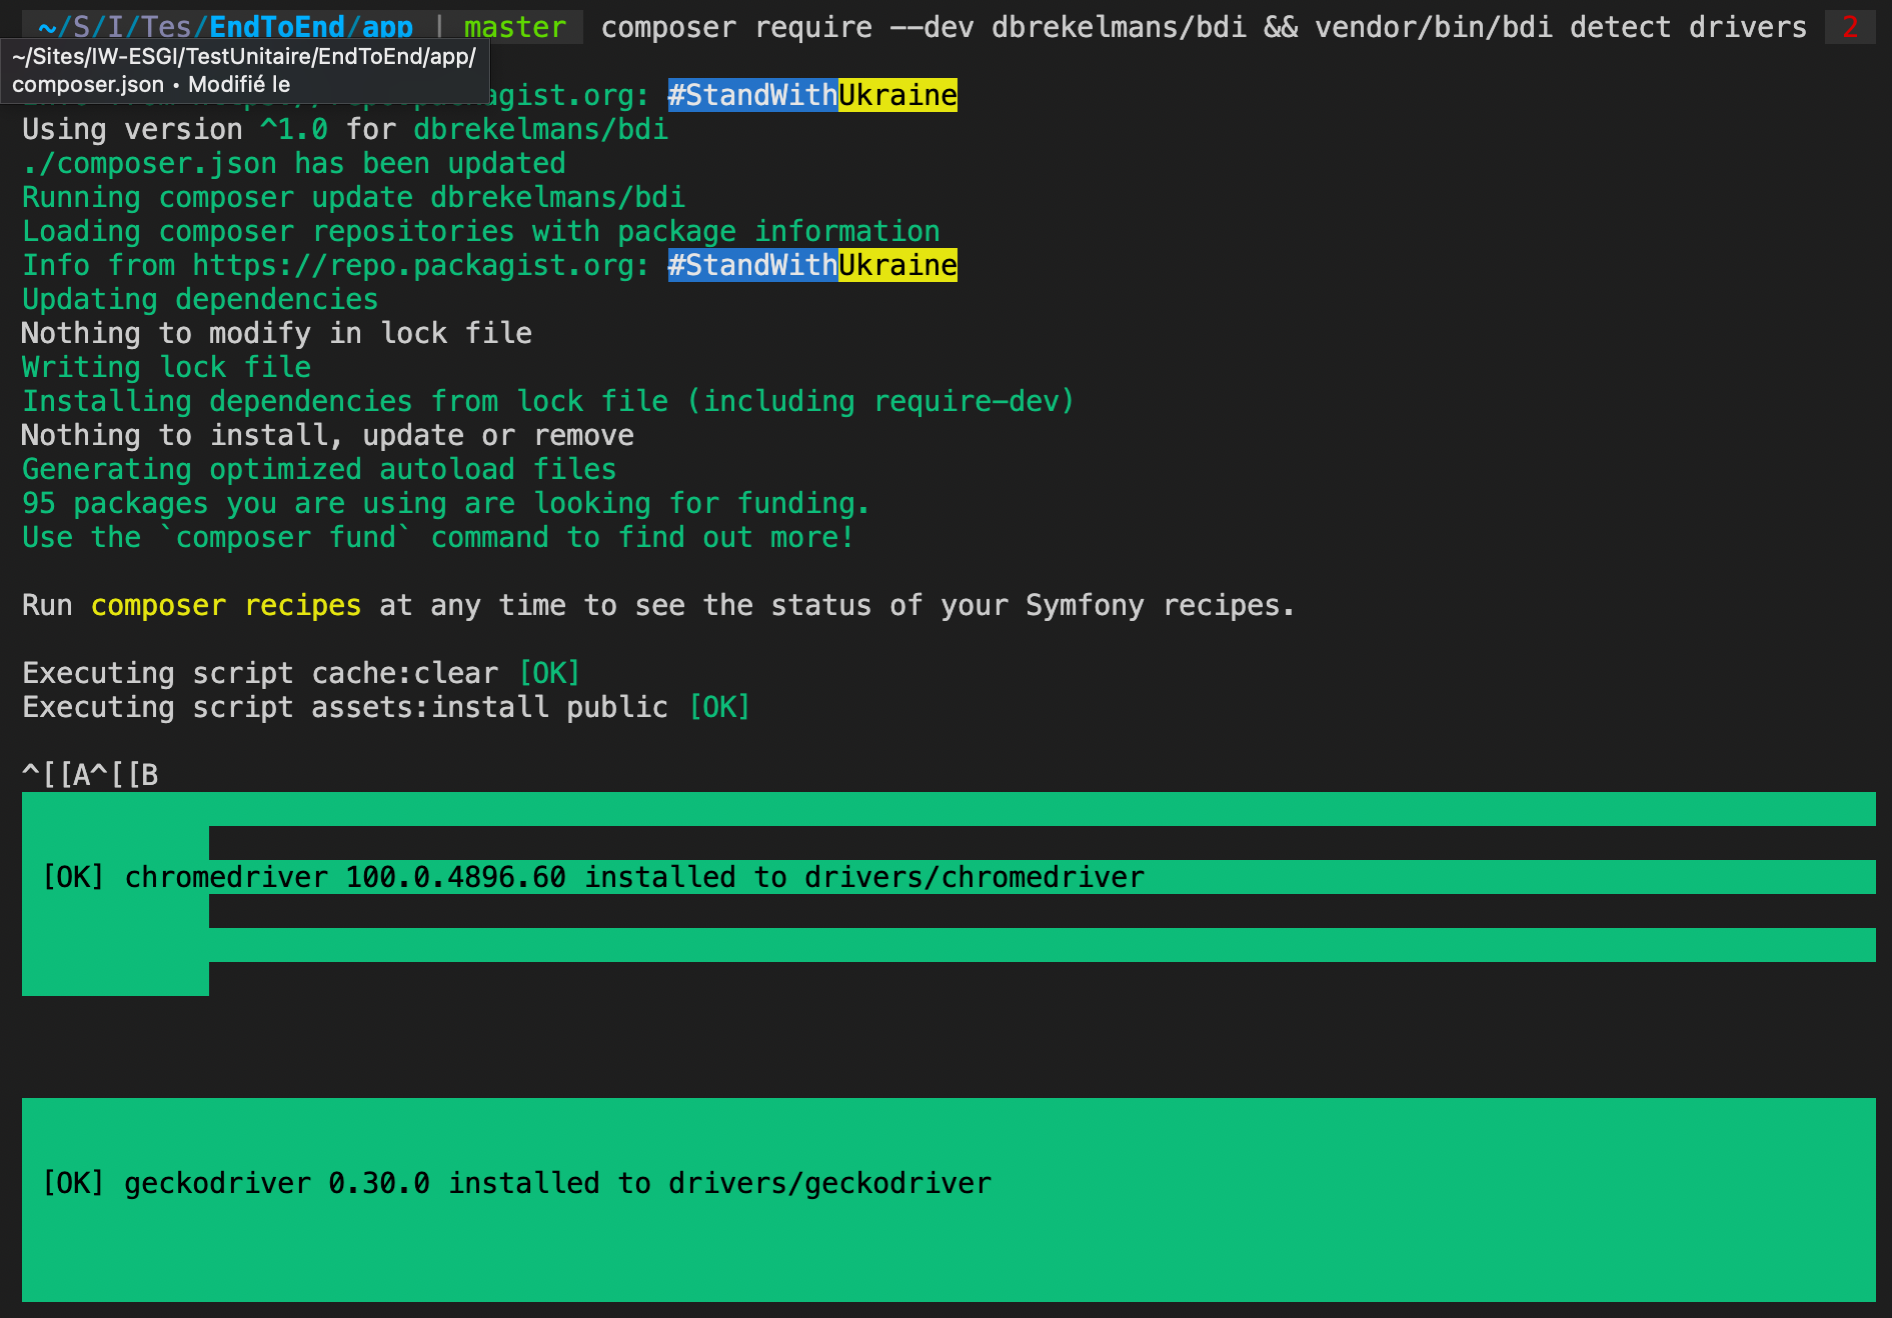 ~/S/I/Tes/EndToEnd/app | master composer require --dev dbrekelmans/bdi && vendor/bin/bdi detect drivers 2
~/Sites/IW-ESGI/TestUnitaire/EndToEnd/app/
composer.json • Modifié le
agist.org: #StandWithUkraine
Using version ^1.0 for dbrekelmans/bdi
./composer.json has been updated
Running composer update dbrekelmans/bdi
Loading composer repositories with package information
Info from https://repo.packagist.org: #StandWithUkraine
Updating dependencies
Nothing to modify in lock file
Writing lock file
Installing dependencies from lock file (including require-dev)
Nothing to install, update or remove
Generating optimized autoload files
95 packages you are using are looking for funding.
Use the `composer fund` command to find out more!
Run composer recipes at any time to see the status of your Symfony recipes.
Executing script cache:clear [OK]
Executing script assets:install public [OK]
^[[A^[[B
[OK] chromedriver 100.0.4896.60 installed to drivers/chromedriver
[OK] geckodriver 0.30.0 installed to drivers/geckodriver